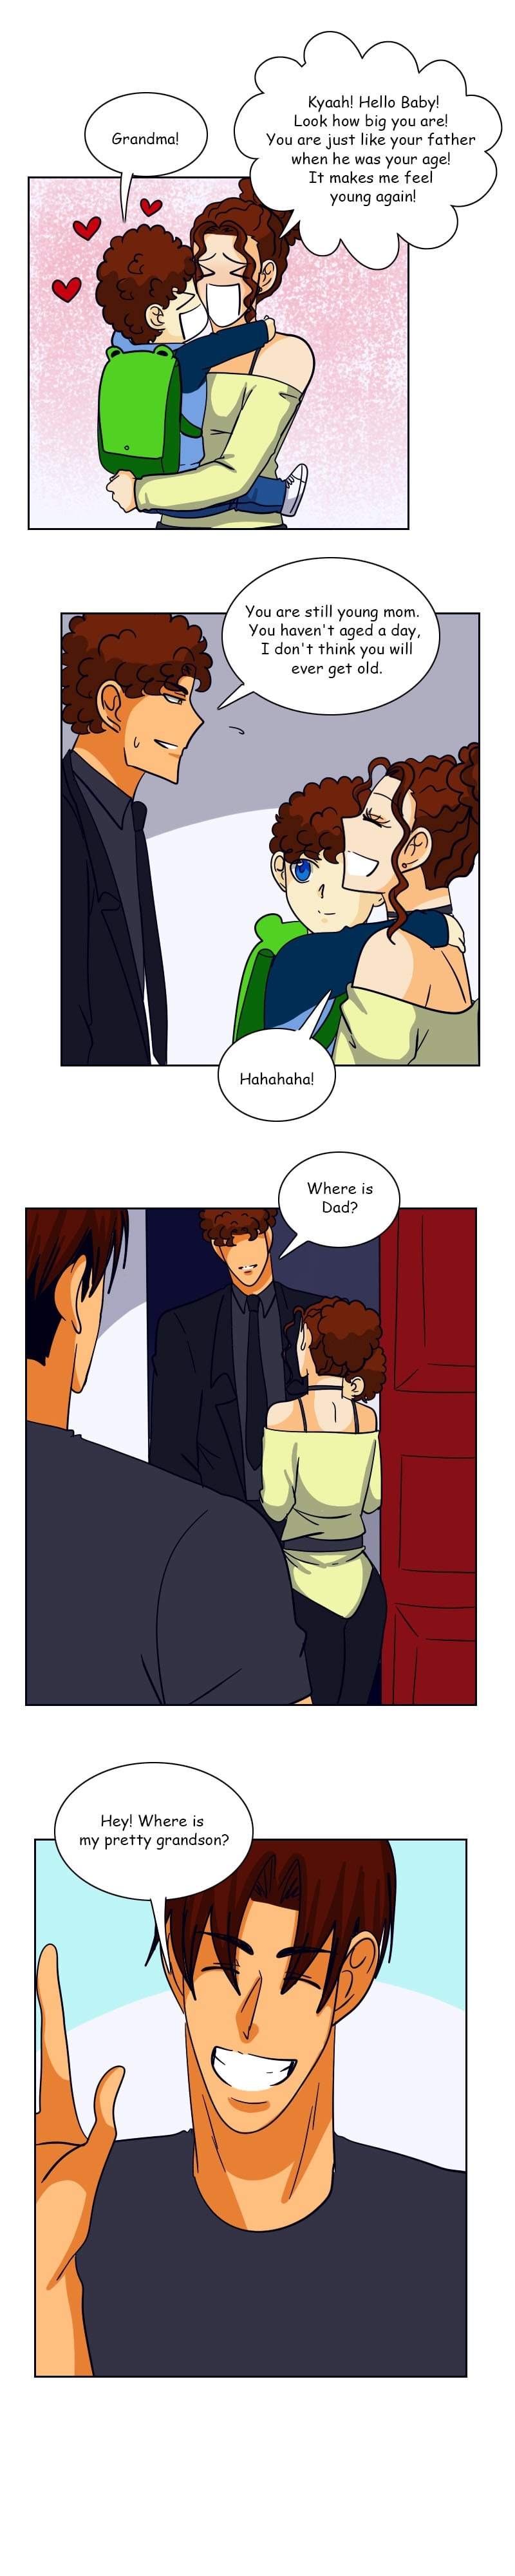 Grandma!
Kyaah! Hello Baby!
Look how big you are!
You are just like your father
when he was your age!
It makes me feel
young again!
You are still young mom.
You haven't aged a day,
I don't think you will
ever get old.
Hahahaha!
Where is
Dad?
Hey! Where is
my pretty grandson?